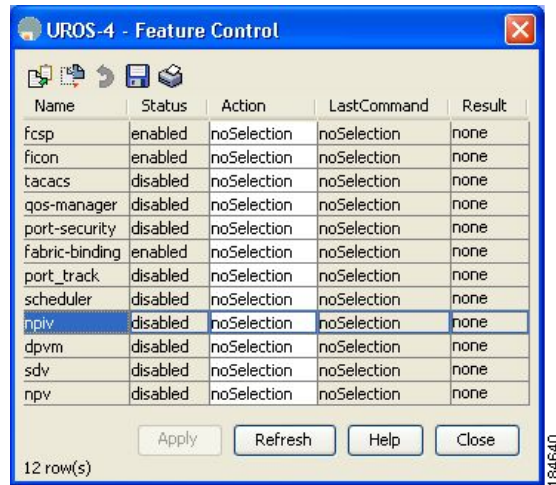 UROS-4 - Feature Control
Name Status Action LastCommand Result
fcsp enabled noSelection noSelection none
ficon enabled noSelection noSelection none
tacacs disabled noSelection noSelection none
qos-manager disabled noSelection noSelection none
port-security disabled noSelection noSelection none
fabric-binding enabled noSelection noSelection none
port_track disabled noSelection noSelection none
scheduler disabled noSelection noSelection none
npiv disabled noSelection noSelection none
dpvm disabled noSelection noSelection none
sdv disabled noSelection noSelection none
npv disabled noSelection noSelection none
Apply Refresh Help Close
12 row(s)
184640